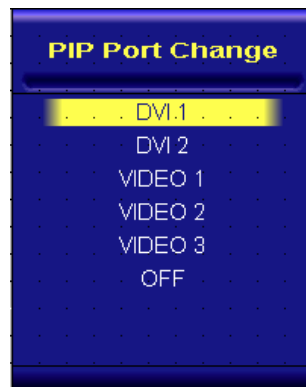 PIP Port Change
DVI 1
DVI 2
VIDEO 1
VIDEO 2
VIDEO 3
OFF